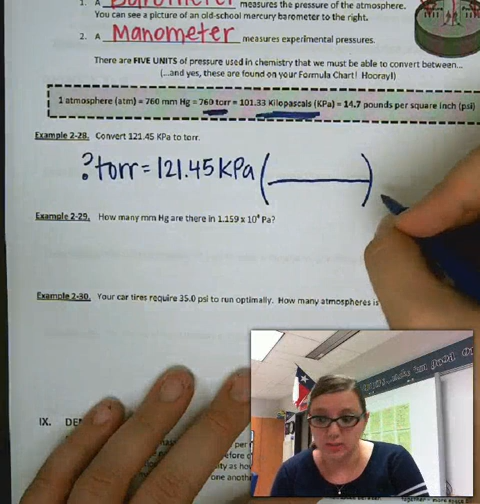 1. A Barometer measures the pressure of the atmosphere.
You can see a picture of an old-school mercury barometer to the right.
2. A Manometer measures experimental pressures.
There are FIVE UNITS of pressure used in chemistry that we must be able to convert between...
(...and yes, these are found on your Formula Chart! Hooray!)
1 atmosphere (atm) = 760 mm Hg = 760 torr = 101.33 Kilopascals (KPa) = 14.7 pounds per square inch (psi)
Example 2-28. Convert 121.45 KPa to torr.
? torr = 121.45 KPa (
Example 2-29. How many mm Hg are there in 1.159 x 10⁴ Pa?
Example 2-30. Your car tires require 35.0 psi to run optimally. How many atmospheres is
IX.
per
one anoth